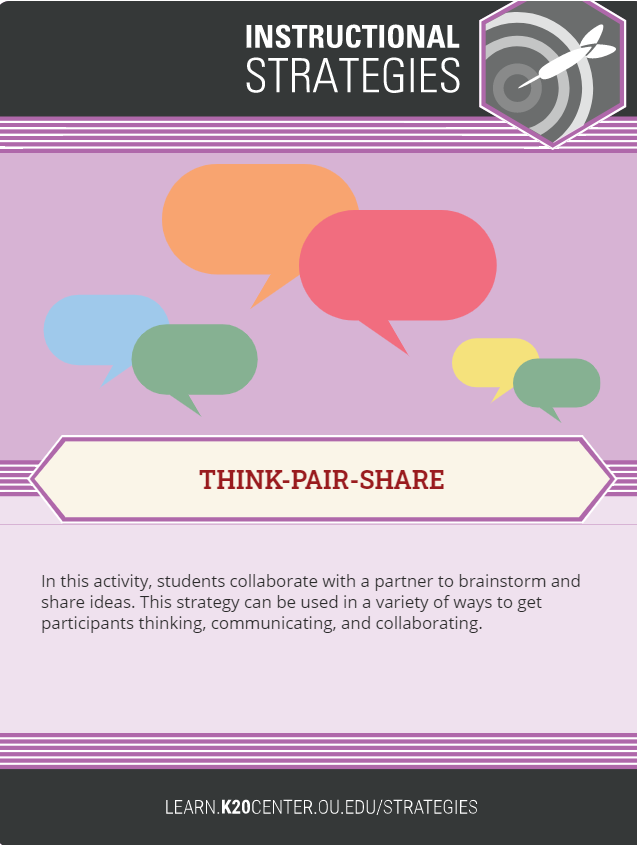 INSTRUCTIONAL
STRATEGIES
THINK-PAIR-SHARE
In this activity, students collaborate with a partner to brainstorm and
share ideas. This strategy can be used in a variety of ways to get
participants thinking, communicating, and collaborating.
LEARN.K20CENTER.OU.EDU/STRATEGIES